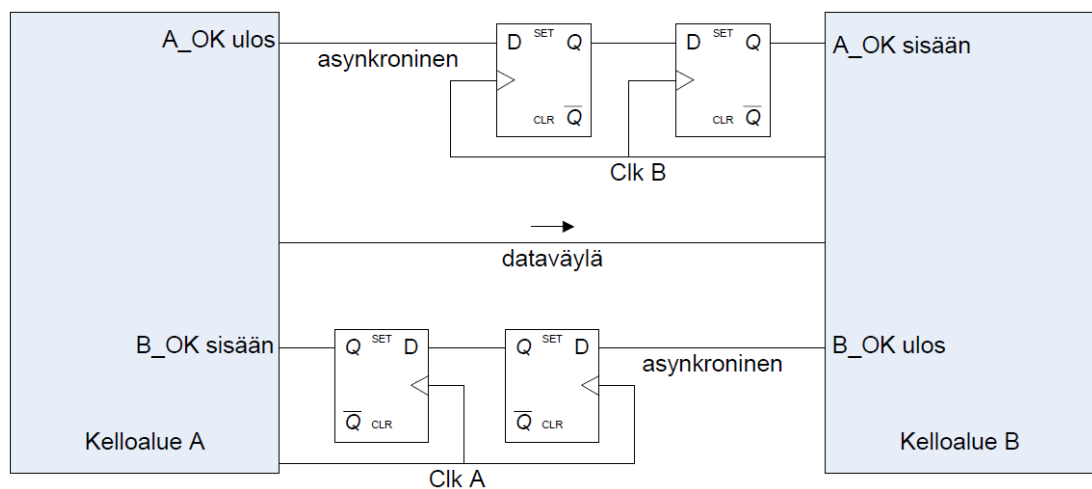 A_OK ulos
asynkroninen
D SET Q
CLR Q
D SET Q
CLR Q
A_OK sisään
Clk B
dataväylä
B_OK sisään
Q SET D
Q CLR
Q SET D
Q CLR
asynkroninen
B_OK ulos
Kelloalue A
Clk A
Kelloalue B